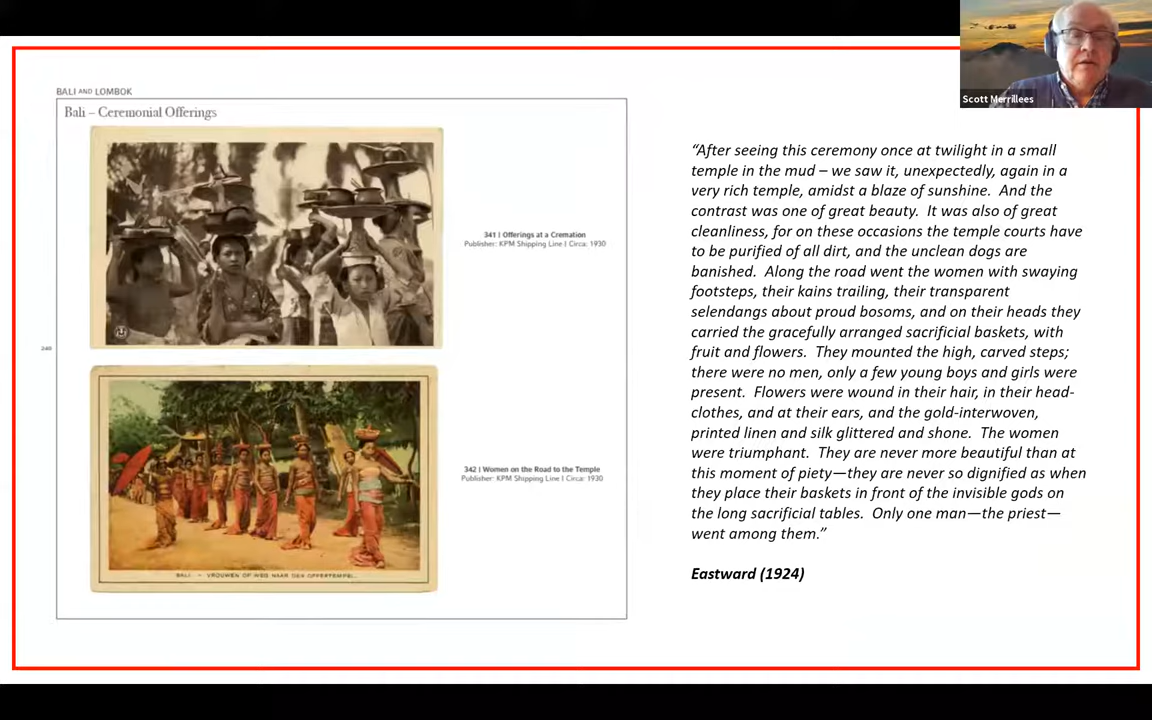 Scott Merrillees
BALI AND LOMBOK
Bali – Ceremonial Offerings
341 | Offerings at a Cremation
Publisher: KPM Shipping Line | Circa: 1930
240
342 | Women on the Road to the Temple
Publisher: KPM Shipping Line | Circa: 1930
BALI - VROUWEN OP WEG NAAR DEN OFFERTEMPEL.
“After seeing this ceremony once at twilight in a small
temple in the mud – we saw it, unexpectedly, again in a
very rich temple, amidst a blaze of sunshine.  And the
contrast was one of great beauty.  It was also of great
cleanliness, for on these occasions the temple courts have
to be purified of all dirt, and the unclean dogs are
banished.  Along the road went the women with swaying
footsteps, their kains trailing, their transparent
selendangs about proud bosoms, and on their heads they
carried the gracefully arranged sacrificial baskets, with
fruit and flowers.  They mounted the high, carved steps;
there were no men, only a few young boys and girls were
present.  Flowers were wound in their hair, in their head-
clothes, and at their ears, and the gold-interwoven,
printed linen and silk glittered and shone.  The women
were triumphant.  They are never more beautiful than at
this moment of piety—they are never so dignified as when
they place their baskets in front of the invisible gods on
the long sacrificial tables.  Only one man—the priest—
went among them.”
Eastward (1924)